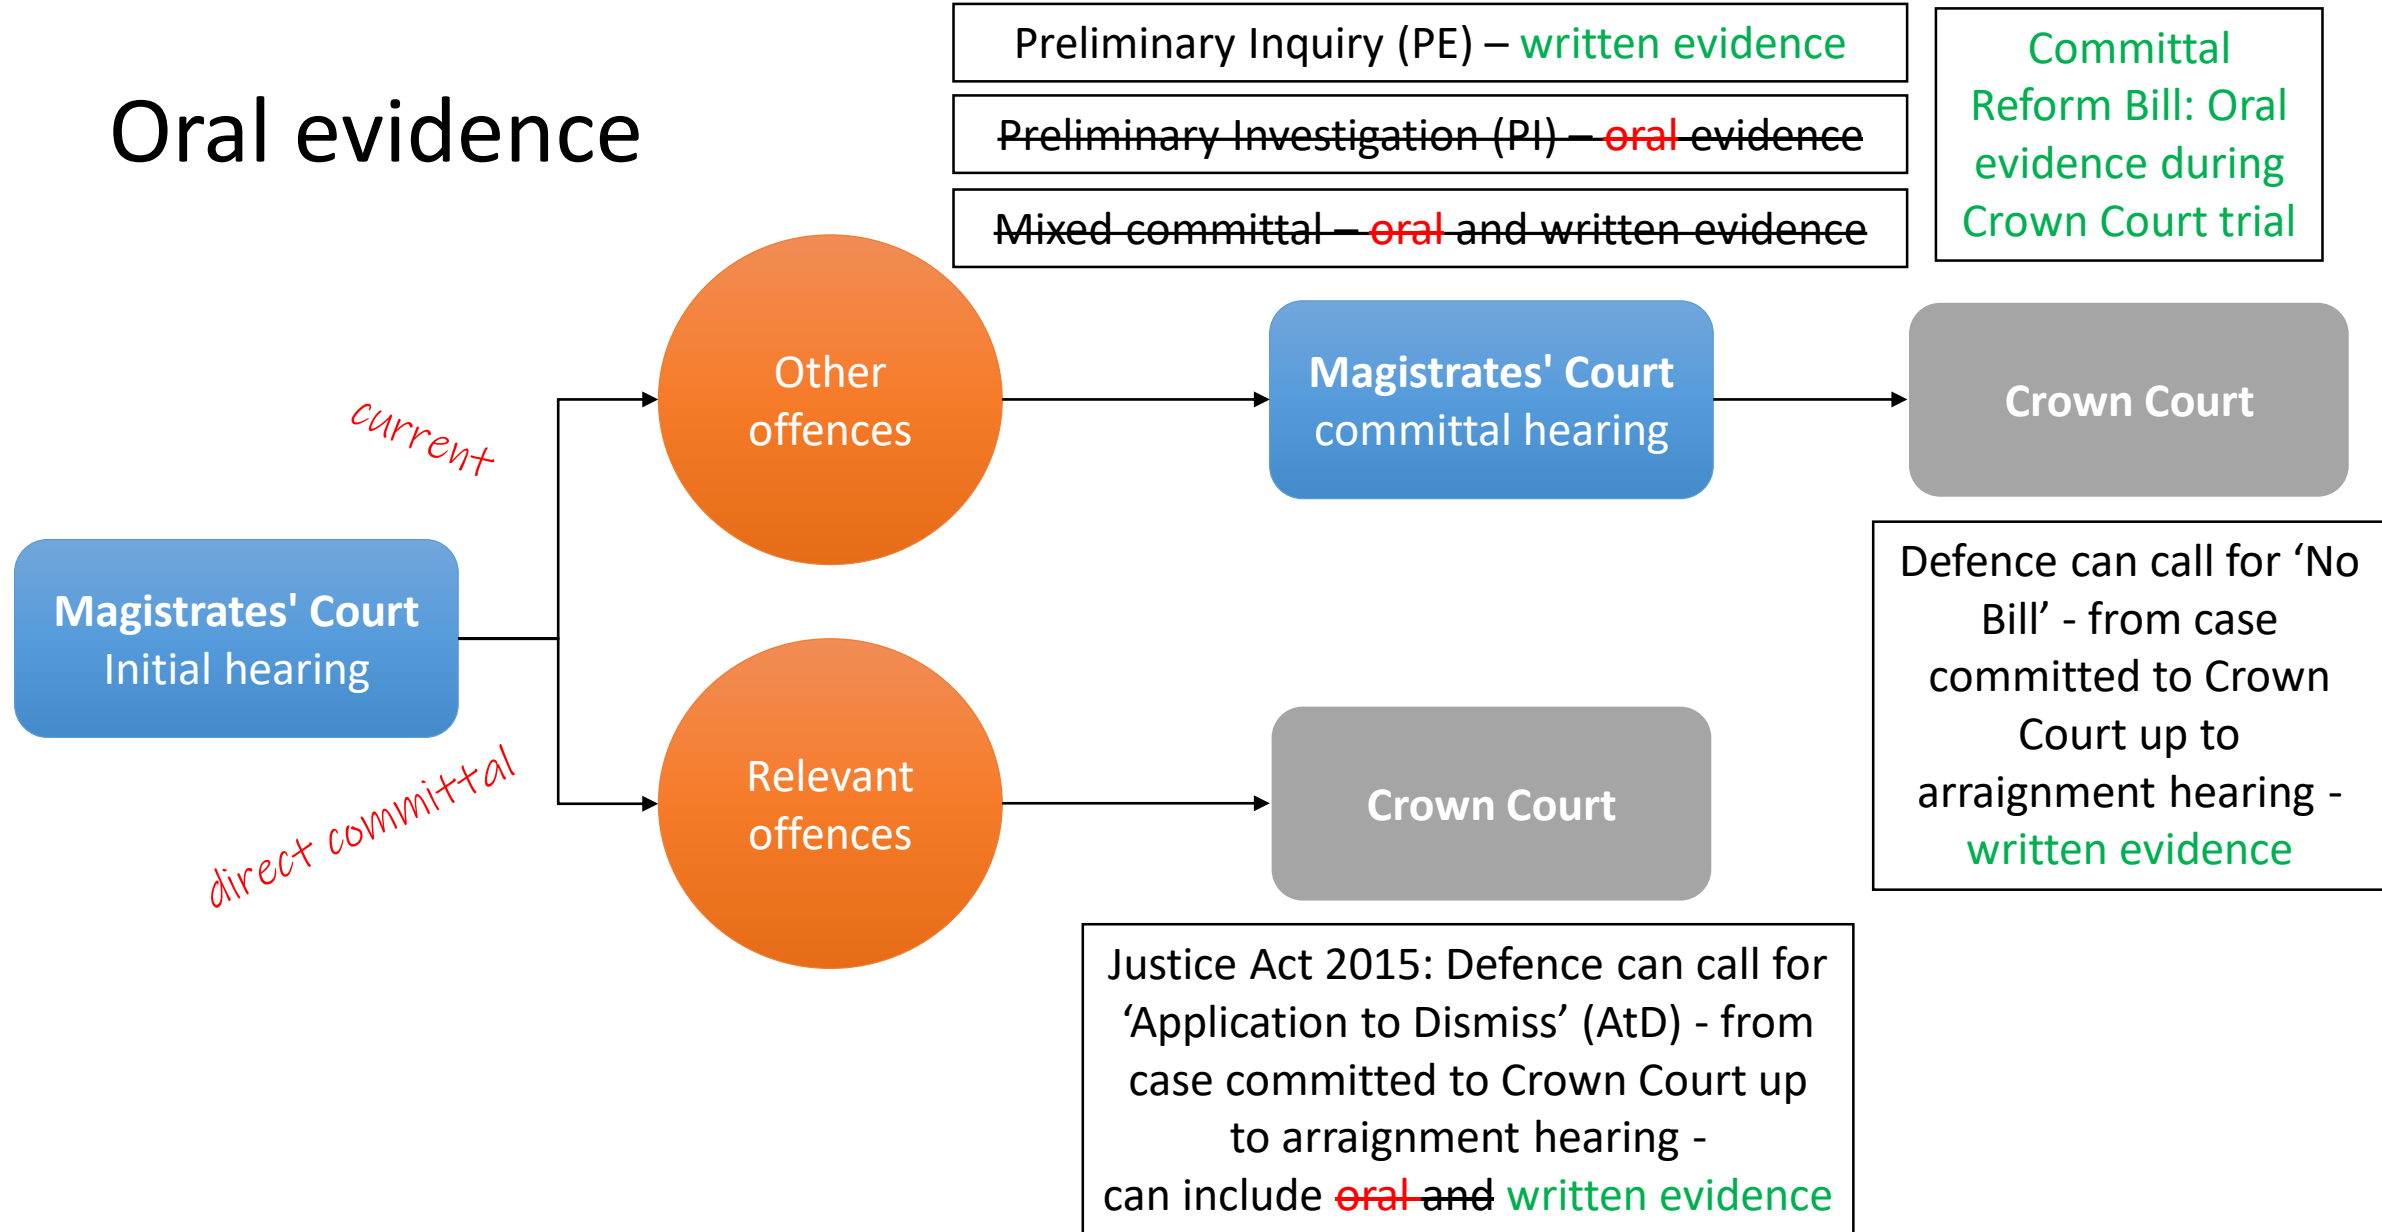 Oral evidence
Preliminary Inquiry (PE) – written evidence
Preliminary Investigation (PI) – oral evidence
Mixed committal – oral and written evidence
Committal
Reform Bill: Oral
evidence during
Crown Court trial
current
Other
offences
Magistrates' Court
committal hearing
Crown Court
Magistrates' Court
Initial hearing
direct committal
Relevant
offences
Crown Court
Defence can call for ‘No
Bill’ - from case
committed to Crown
Court up to
arraignment hearing -
written evidence
Justice Act 2015: Defence can call for
‘Application to Dismiss’ (AtD) - from
case committed to Crown Court up
to arraignment hearing -
can include oral and written evidence